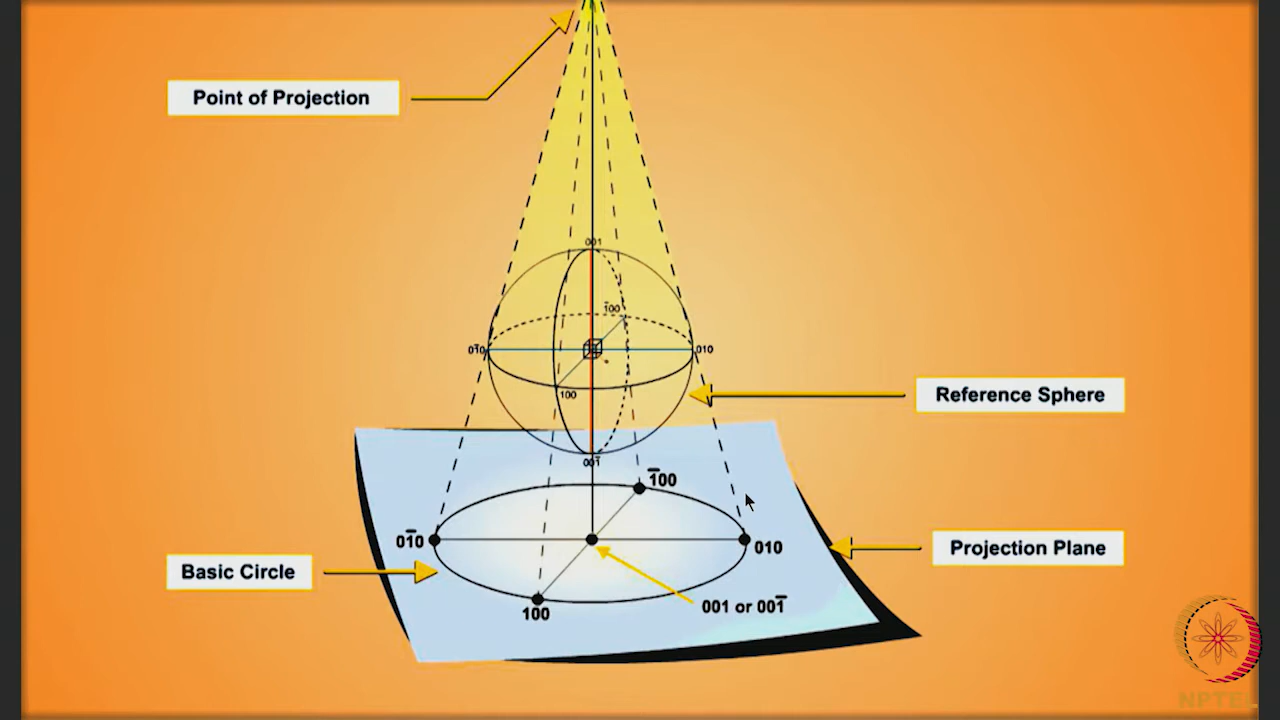 Point of Projection
001
1̅00
01̅0
010
100
Reference Sphere
001̅
1̅00
01̅0
010
Projection Plane
Basic Circle
100
001 or 001̅
NPTEL